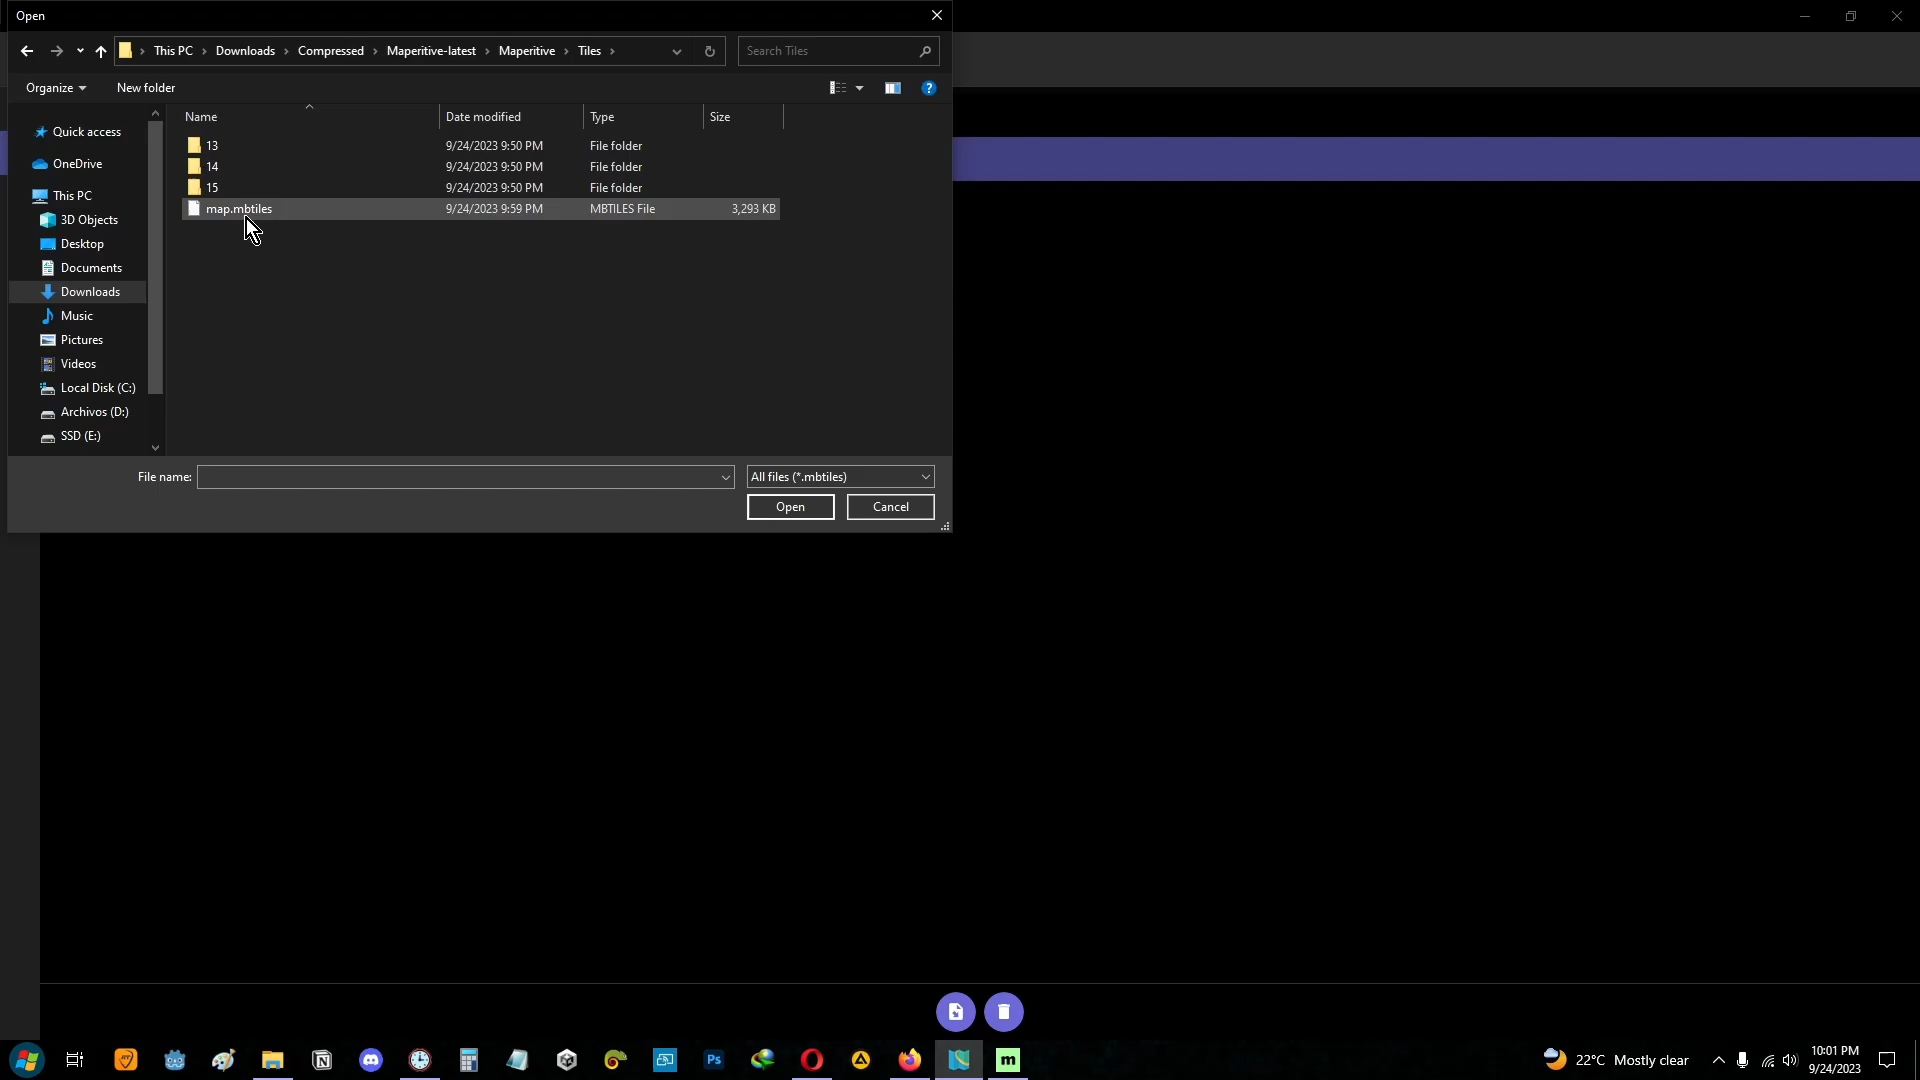 Open
This PC > Downloads > Compressed > Maperitive-latest > Maperitive > Tiles >
Search Tiles
Organize
New folder
Name
Date modified
Type
Size
13 9/24/2023 9:50 PM File folder
14 9/24/2023 9:50 PM File folder
15 9/24/2023 9:50 PM File folder
map.mbtiles 9/24/2023 9:59 PM MBTILES File 3,293 KB
Quick access
OneDrive
This PC
3D Objects
Desktop
Documents
Downloads
Music
Pictures
Videos
Local Disk (C:)
Archivos (D:)
SSD (E:)
File name:
All files (*.mbtiles)
Open
Cancel
Ps
m
22°C Mostly clear
10:01 PM
9/24/2023